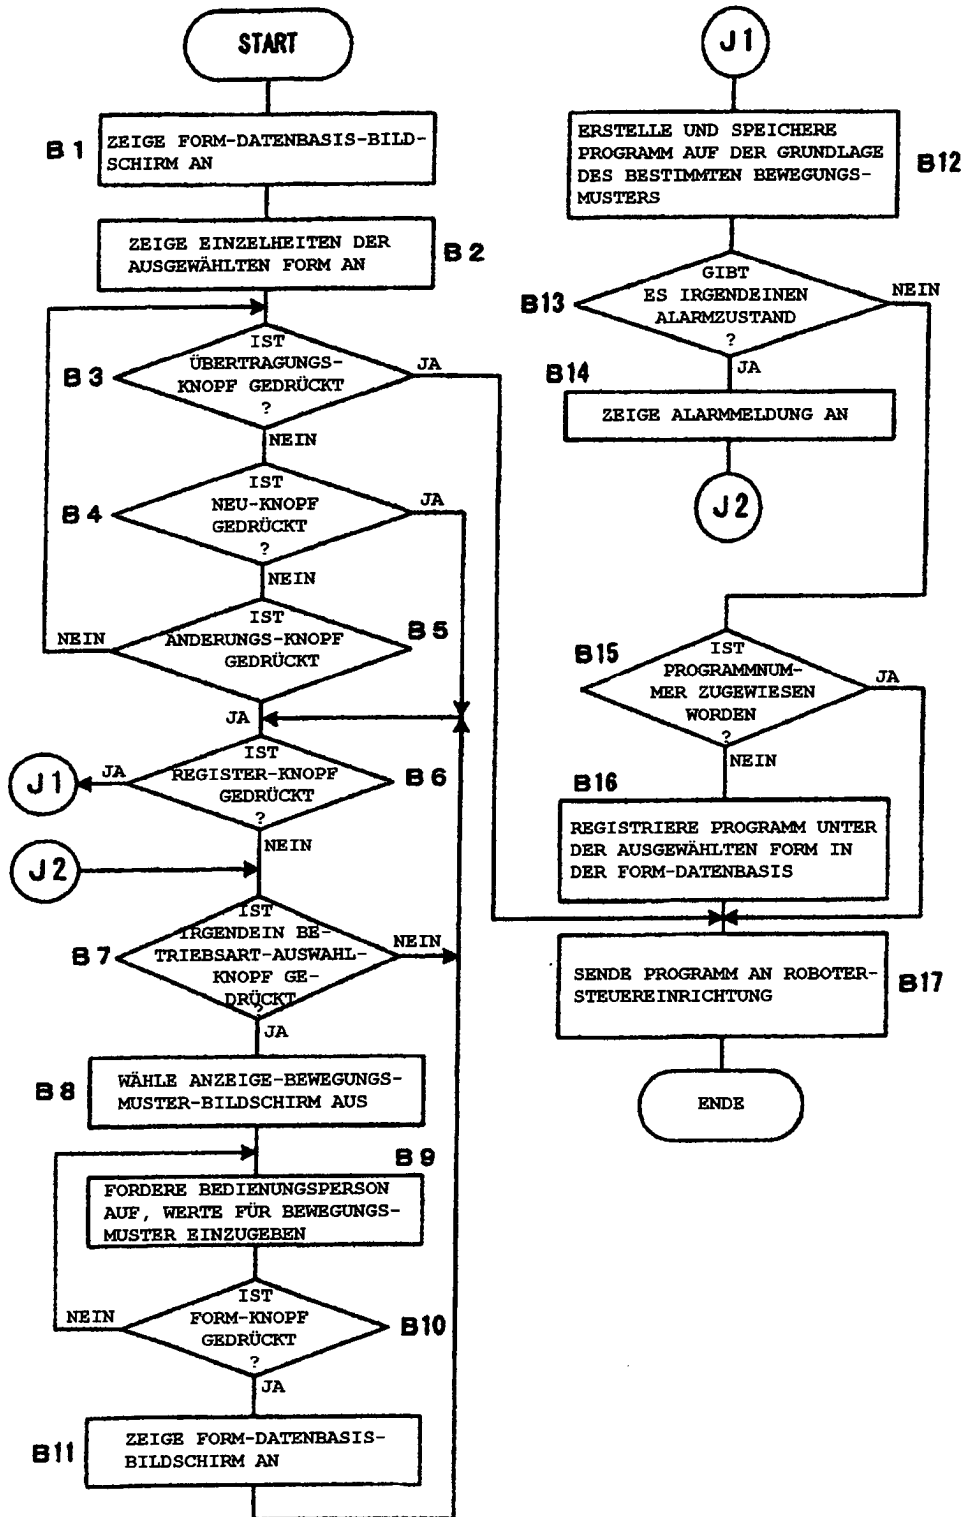 START
B1
ZEIGE FORM-DATENBASIS-BILD-
SCHIRM AN
B2
ZEIGE EINZELHEITEN DER
AUSGEWÄHLTEN FORM AN
B3
IST
ÜBERTRAGUNGS-
KNOPF GEDRÜCKT
?
JA
NEIN
B4
IST
NEU-KNOPF
GEDRÜCKT
?
JA
NEIN
B5
IST
ÄNDERUNGS-KNOPF
GEDRÜCKT
NEIN
JA
B6
IST
REGISTER-KNOPF
GEDRÜCKT
?
JA
J1
NEIN
J2
B7
IST
IRGENDEIN BE-
TRIEBSART-AUSWAHL-
KNOPF GE-
DRÜCKT
?
NEIN
JA
B8
WÄHLE ANZEIGE-BEWEGUNGS-
MUSTER-BILDSCHIRM AUS
B9
FORDERE BEDIENUNGSPERSON
AUF, WERTE FÜR BEWEGUNGS-
MUSTER EINZUGEBEN
B10
IST
FORM-KNOPF
GEDRÜCKT
?
NEIN
JA
B11
ZEIGE FORM-DATENBASIS-
BILDSCHIRM AN
J1
B12
ERSTELLE UND SPEICHERE
PROGRAMM AUF DER GRUNDLAGE
DES BESTIMMTEN BEWEGUNGS-
MUSTERS
B13
GIBT
ES IRGENDEINEN
ALARMZUSTAND
?
NEIN
JA
B14
ZEIGE ALARMMELDUNG AN
J2
B15
IST
PROGRAMMNUM-
MER ZUGEWIESEN
WORDEN
?
JA
NEIN
B16
REGISTRIERE PROGRAMM UNTER
DER AUSGEWÄHLTEN FORM IN
DER FORM-DATENBASIS
B17
SENDE PROGRAMM AN ROBOTER-
STEUEREINRICHTUNG
ENDE